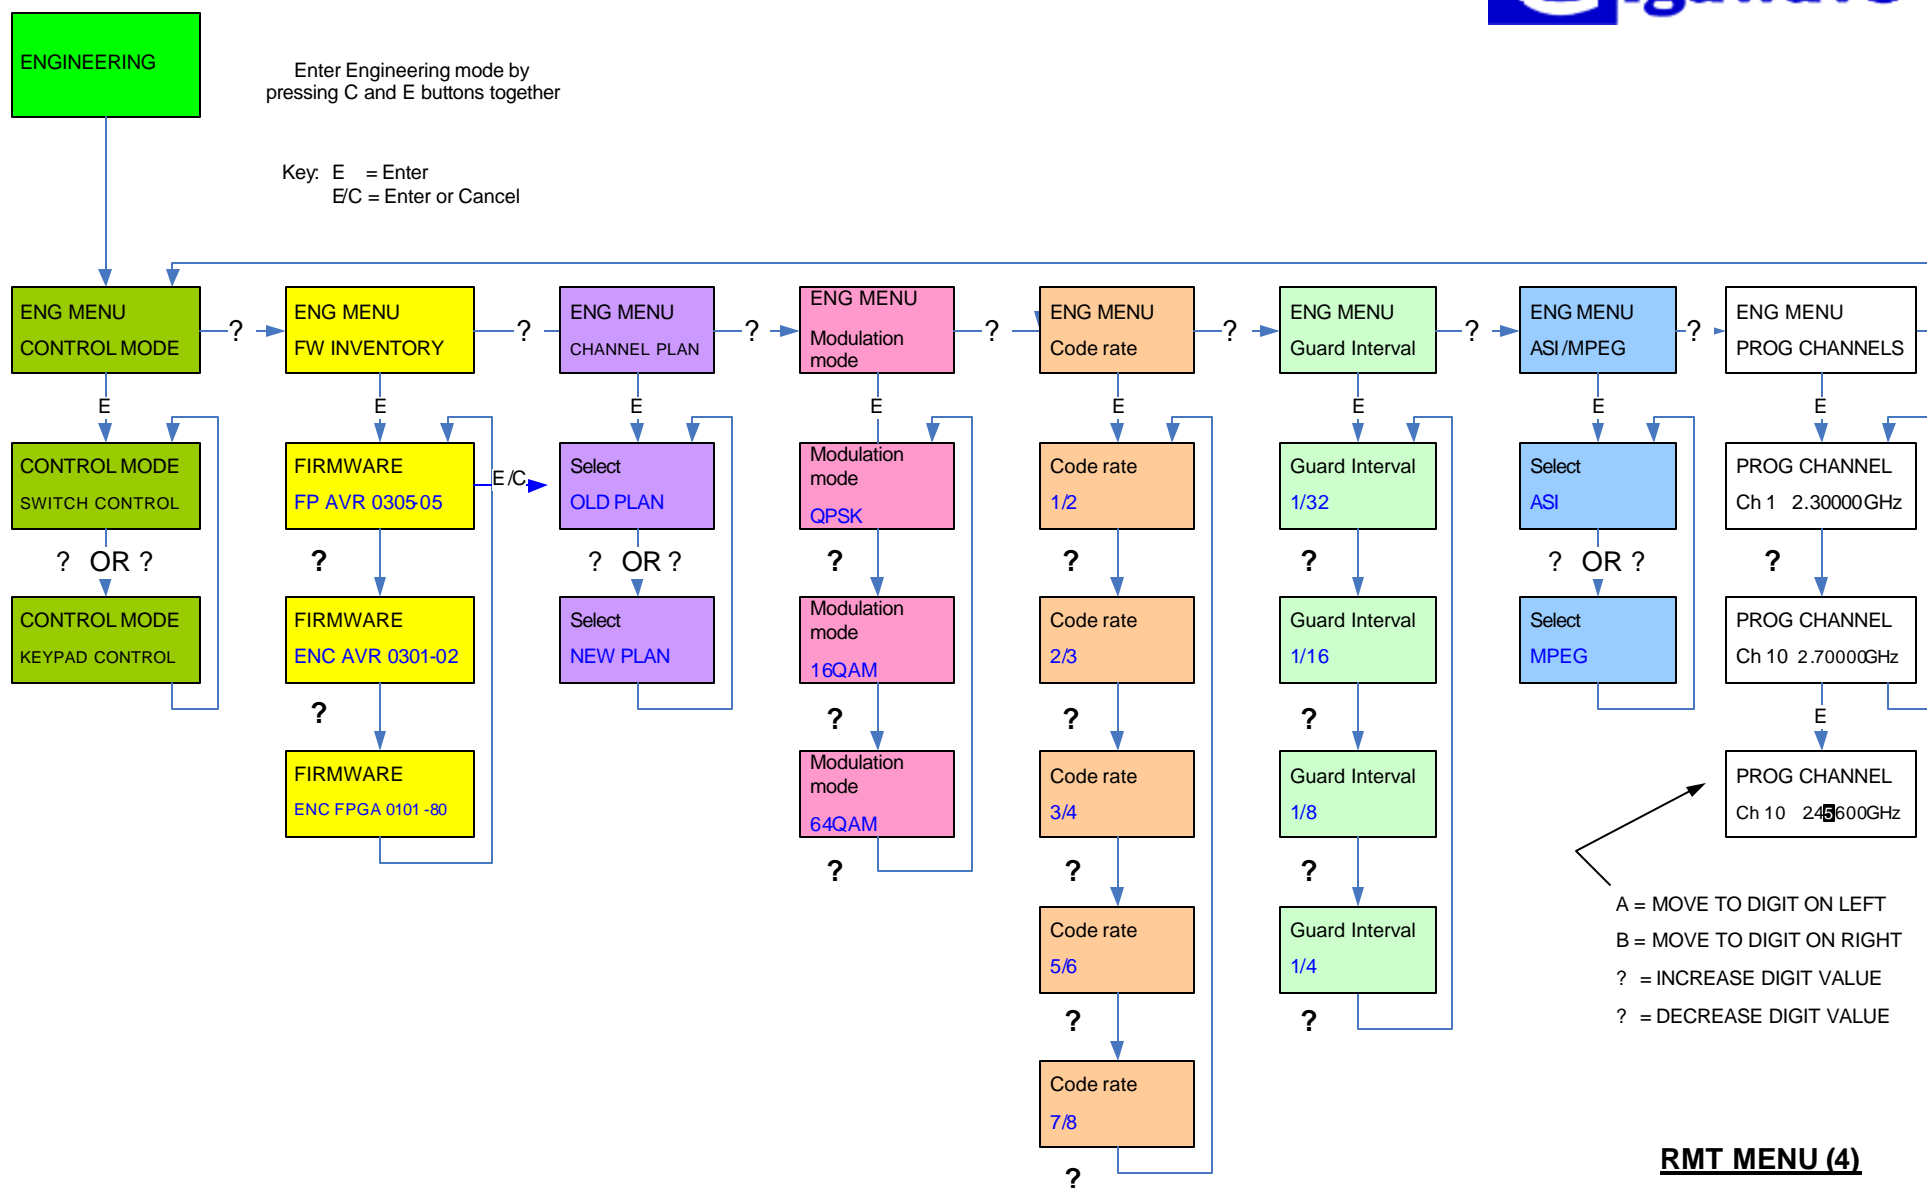 ENGINEERING
Enter Engineering mode by
pressing C and E buttons together
Key: E = Enter
E/C = Enter or Cancel
ENG MENU
CONTROL MODE
?
ENG MENU
FW INVENTORY
?
ENG MENU
CHANNEL PLAN
?
ENG MENU
Modulation
mode
?
ENG MENU
Code rate
?
ENG MENU
Guard Interval
?
ENG MENU
ASI/MPEG
?
ENG MENU
PROG CHANNELS
E E E E E E E E
CONTROL MODE
SWITCH CONTROL
FIRMWARE
FP AVR 0305-05
E/C
Select
OLD PLAN
Modulation
mode
QPSK
Code rate
1/2
Guard Interval
1/32
Select
ASI
PROG CHANNEL
Ch 1 2.30000GHz
? OR ?
?
? OR ?
?
?
?
? OR ?
?
CONTROL MODE
KEYPAD CONTROL
FIRMWARE
ENC AVR 0301-02
Select
NEW PLAN
Modulation
mode
16QAM
Code rate
2/3
Guard Interval
1/16
Select
MPEG
PROG CHANNEL
Ch 10 2.70000GHz
?
?
?
?
E
FIRMWARE
ENC FPGA 0101-80
Modulation
mode
64QAM
Code rate
3/4
Guard Interval
1/8
PROG CHANNEL
Ch 10 245600GHz
?
?
?
Code rate
5/6
Guard Interval
1/4
A = MOVE TO DIGIT ON LEFT
B = MOVE TO DIGIT ON RIGHT
? = INCREASE DIGIT VALUE
? = DECREASE DIGIT VALUE
?
?
Code rate
7/8
?
RMT MENU (4)